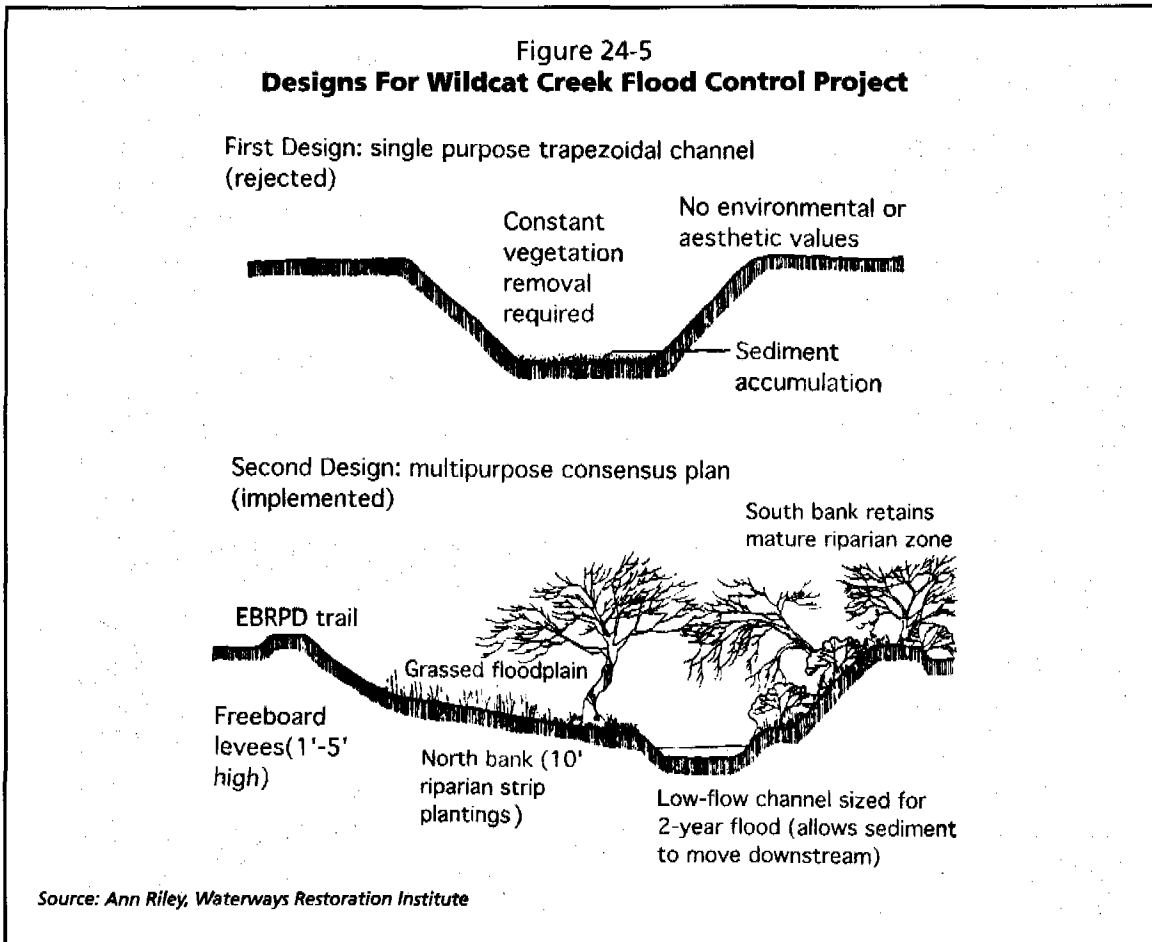 Figure 24-5
Designs For Wildcat Creek Flood Control Project
First Design: single purpose trapezoidal channel
(rejected)
Constant
vegetation
removal
required
No environmental or
aesthetic values
Sediment
accumulation
Second Design: multipurpose consensus plan
(implemented)
South bank retains
mature riparian zone
EBRPD trail
Grassed floodplain
Freeboard
levees(1'-5'
high)
North bank (10'
riparian strip
plantings)
Low-flow channel sized for
2-year flood (allows sediment
to move downstream)
Source: Ann Riley, Waterways Restoration Institute